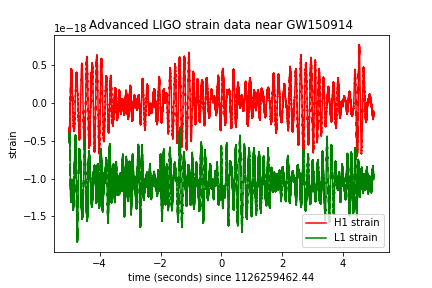 Advanced LIGO strain data near GW150914
1e−18
0.5
0.0
−0.5
−1.0
−1.5
strain
−4
−2
0
2
4
time (seconds) since 1126259462.44
H1 strain
L1 strain